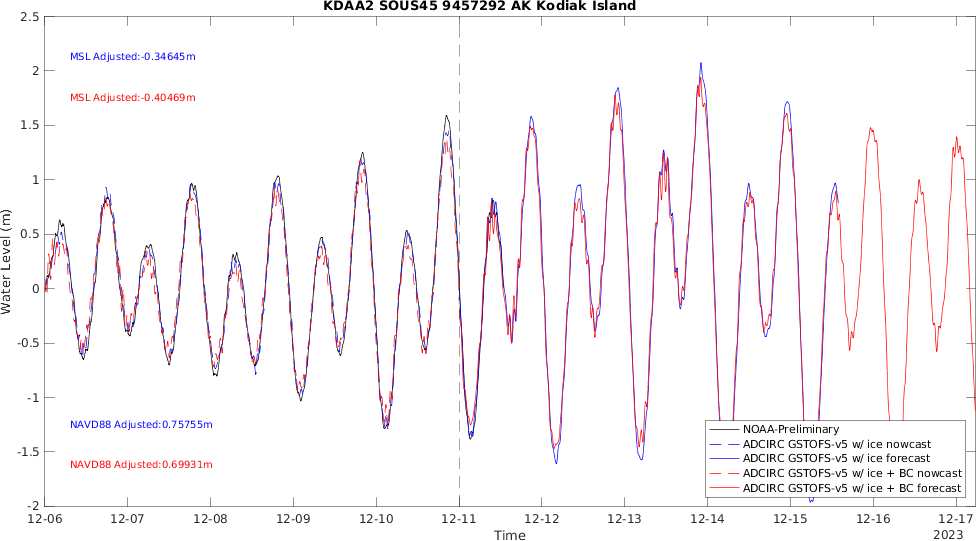 KDAA2 SOUS45 9457292 AK Kodiak Island
2.5
2
1.5
1
0.5
0
-0.5
-1
-1.5
-2
Water Level (m)
MSL Adjusted:-0.34645m
MSL Adjusted:-0.40469m
NAVD88 Adjusted:0.75755m
NAVD88 Adjusted:0.69931m
NOAA-Preliminary
ADCIRC GSTOFS-v5 w/ ice nowcast
ADCIRC GSTOFS-v5 w/ ice forecast
ADCIRC GSTOFS-v5 w/ ice + BC nowcast
ADCIRC GSTOFS-v5 w/ ice + BC forecast
12-06 12-07 12-08 12-09 12-10 12-11 12-12 12-13 12-14 12-15 12-16 12-17
Time
2023